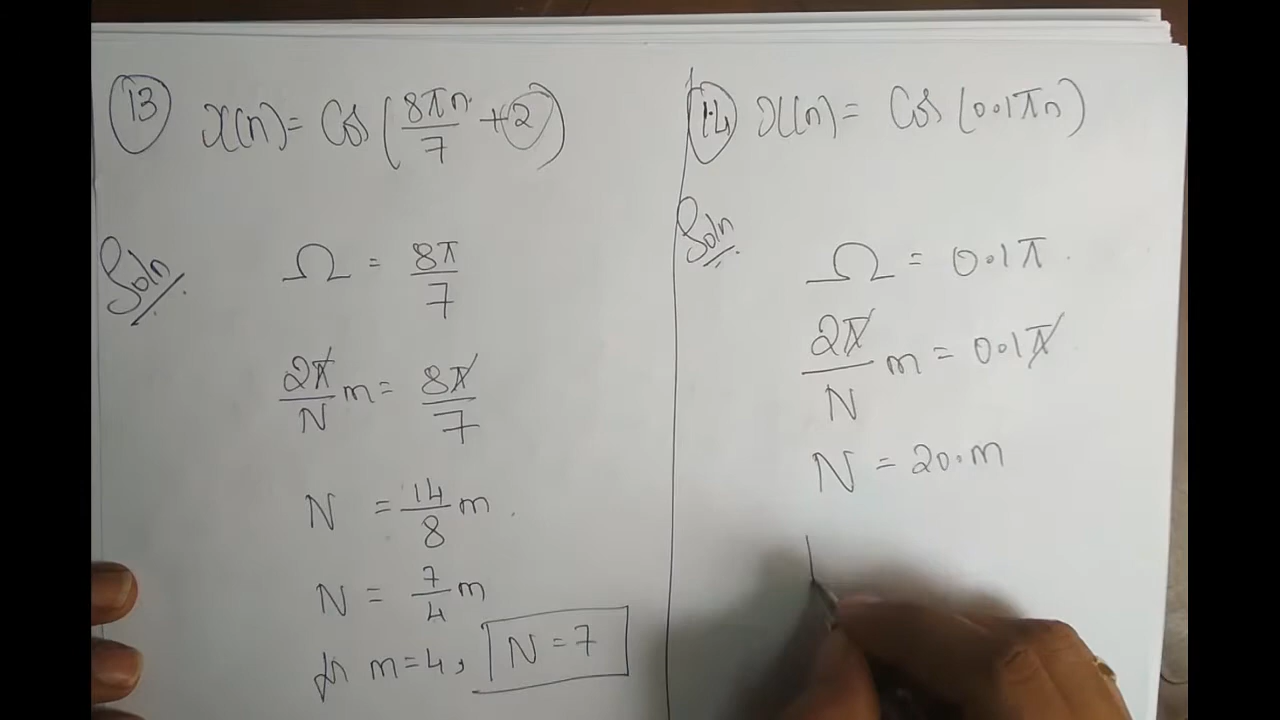 13 x(n) = Cos (8πn/7 + 2)
Soln
Ω = 8π/7
2π/N m = 8π/7
N = 14/8 m
N = 7/4 m
for m = 4, N = 7
14 x(n) = Cos (0.1πn)
Soln
Ω = 0.1π
2π/N m = 0.1π
N = 20.m